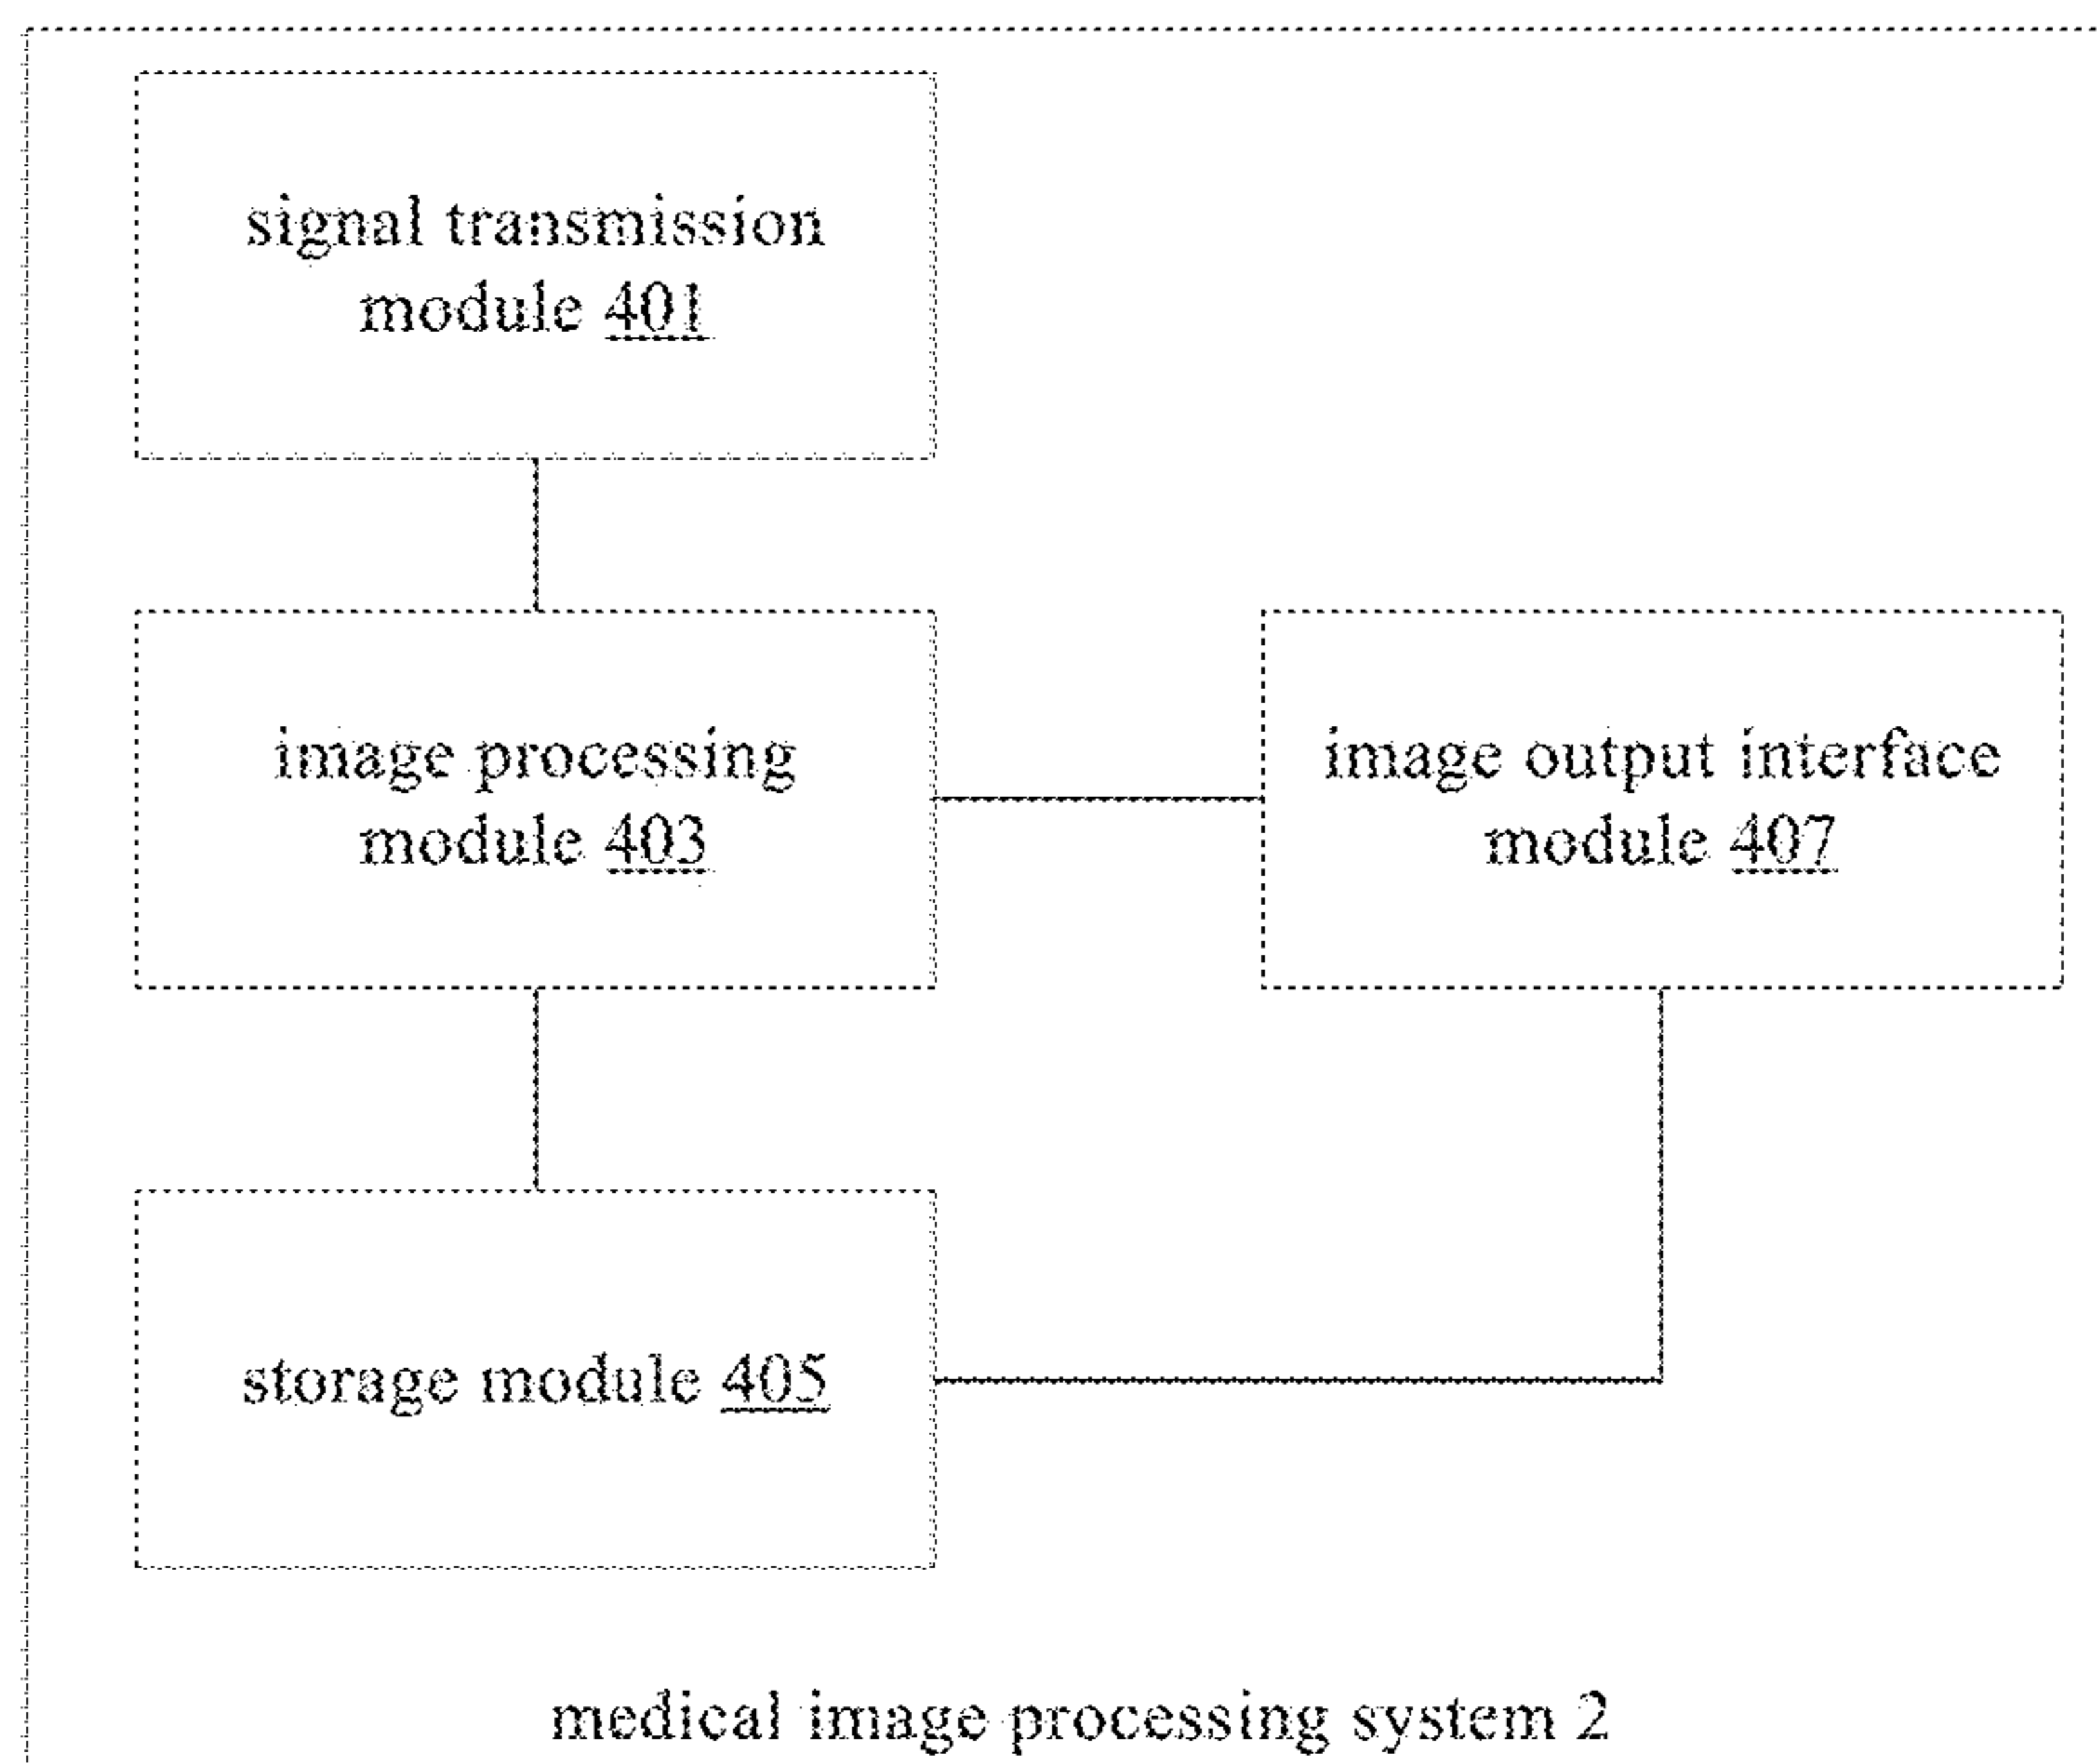 signal transmission
module 401
image processing
module 403
image output interface
module 407
storage module 405
medical image processing system 2